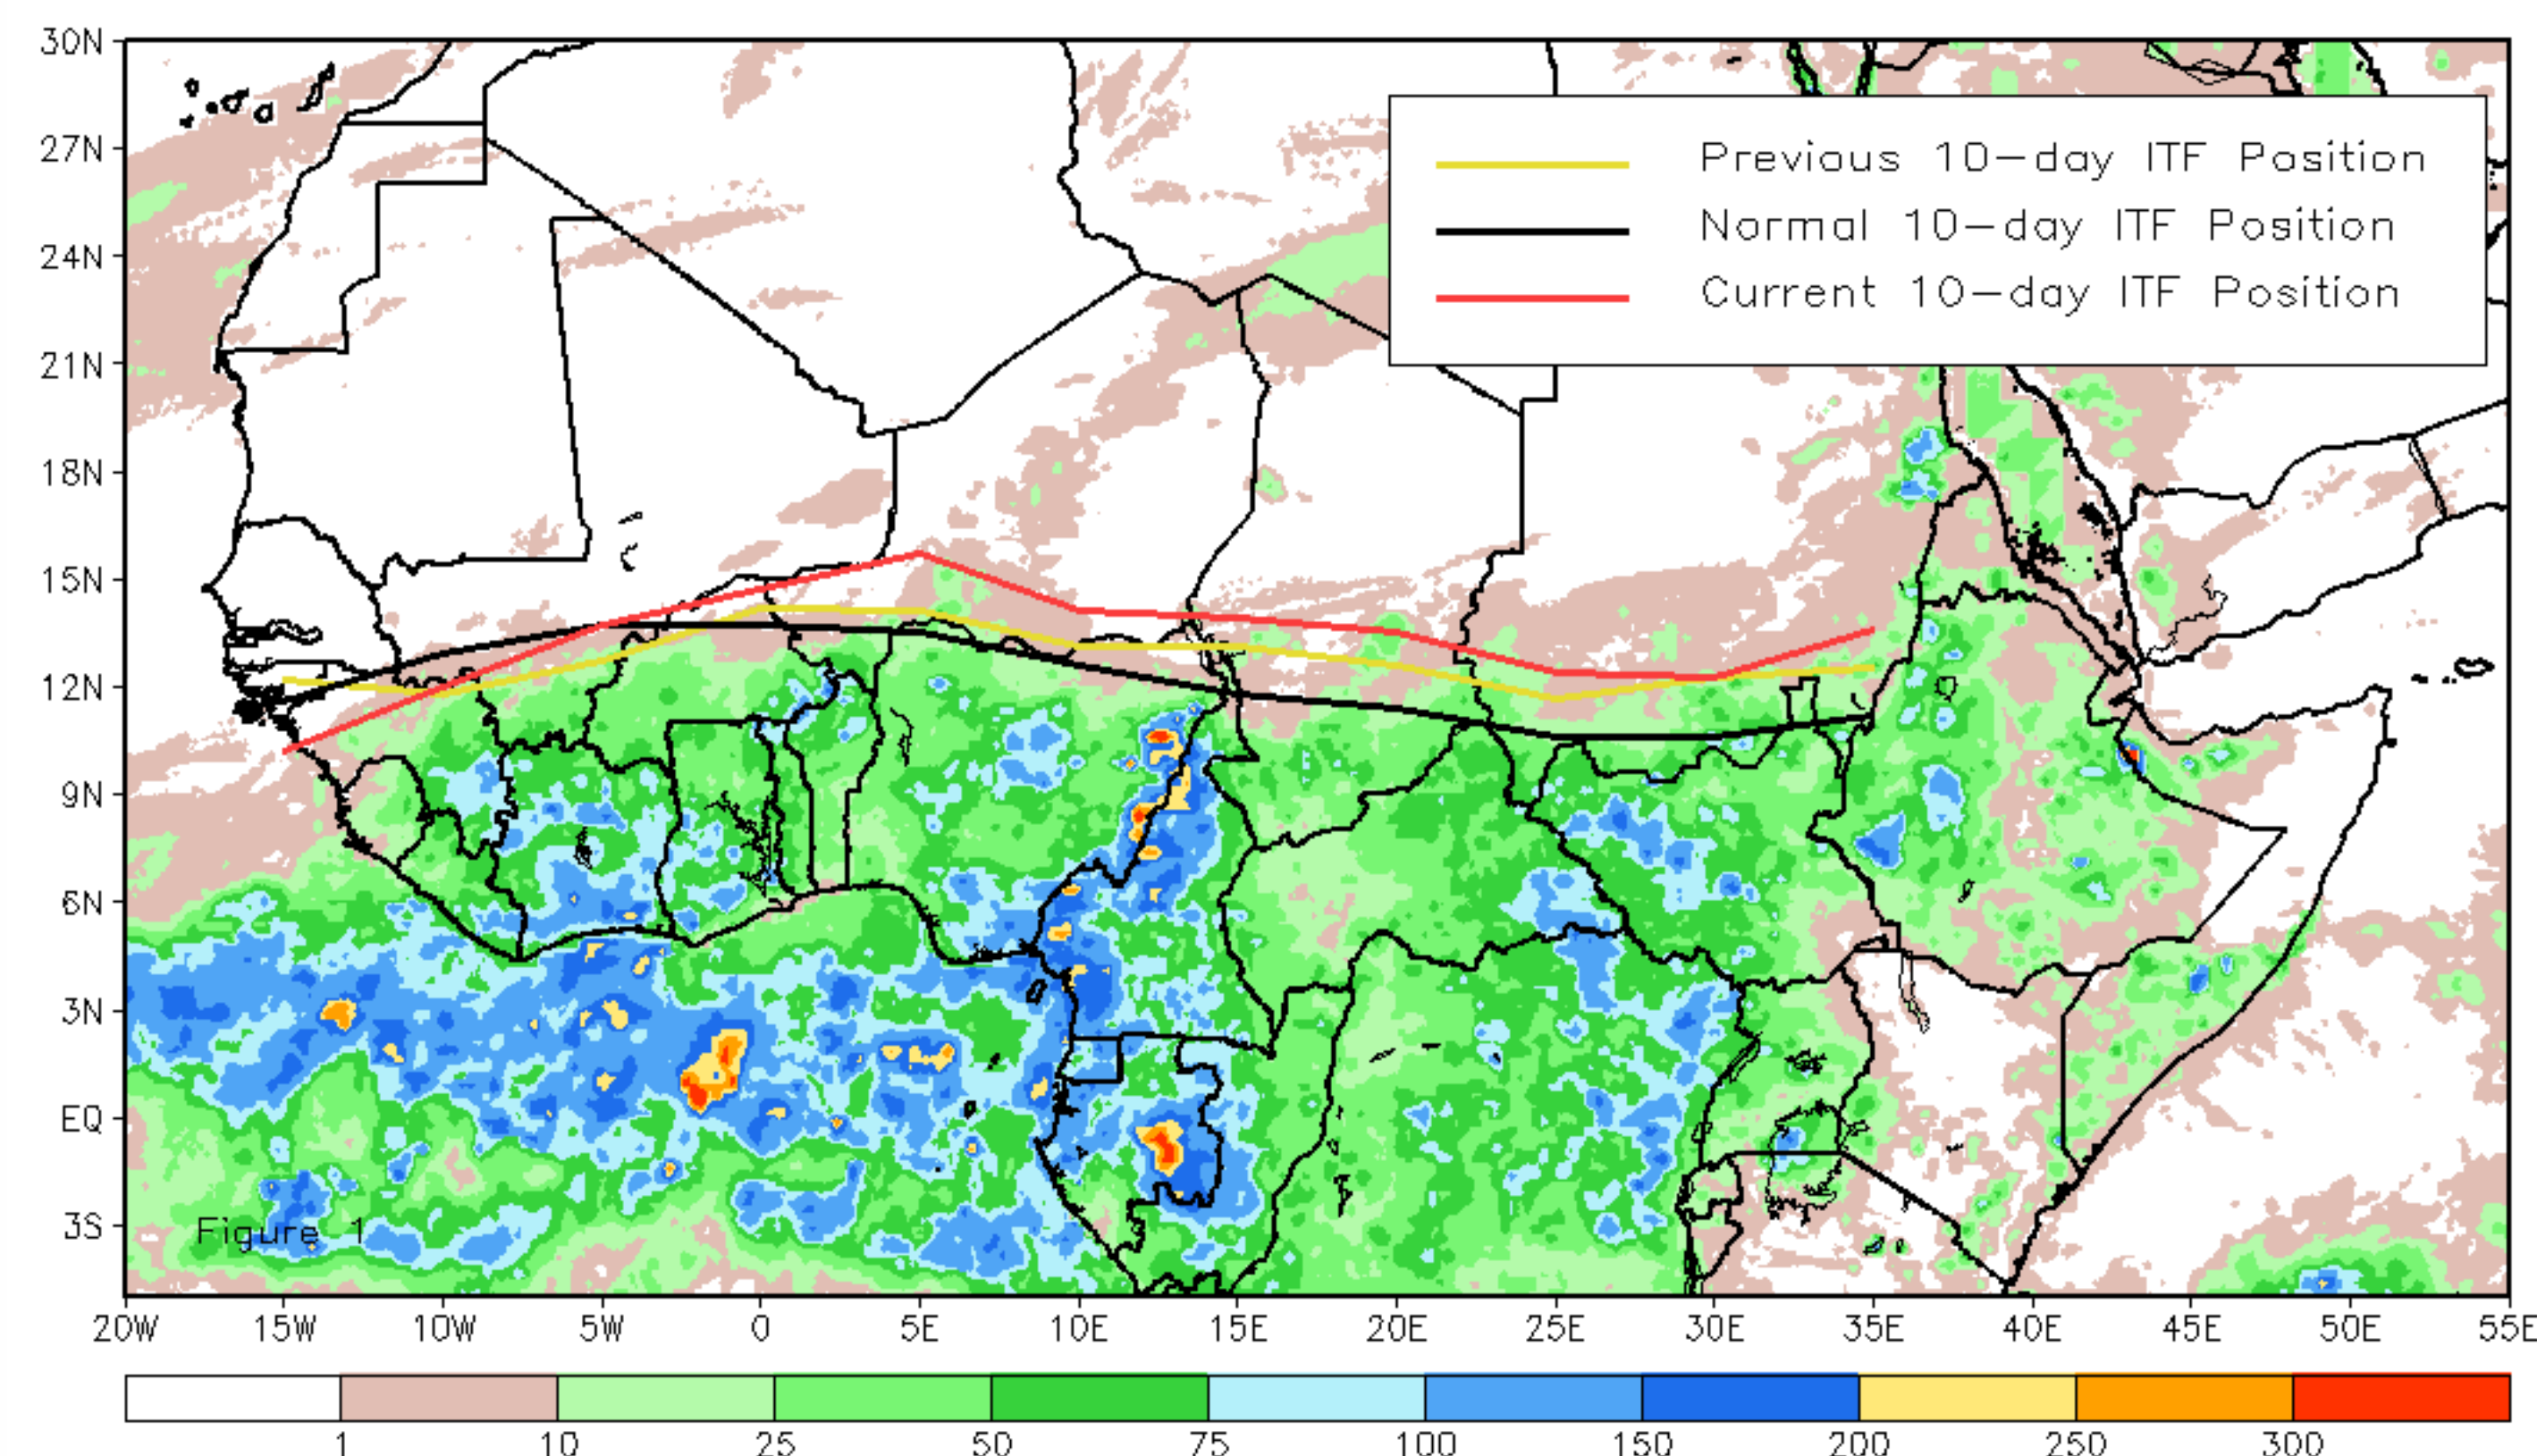 30N
27N
24N
21N
18N
15N
12N
9N
6N
3N
EQ
3S
Previous 10-day ITF Position
Normal 10-day ITF Position
Current 10-day ITF Position
Figure 1
20W 15W 10W 5W 0 5E 10E 15E 20E 25E 30E 35E 40E 45E 50E 55E
1 10 25 50 75 100 150 200 250 300